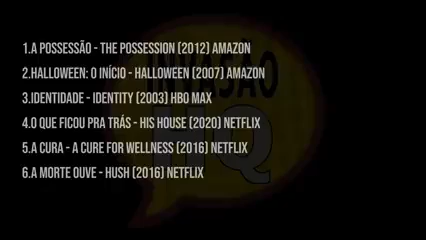 1.A POSSESSÃO - THE POSSESSION (2012) AMAZON
2.HALLOWEEN: O INÍCIO - HALLOWEEN (2007) AMAZON
3.IDENTIDADE - IDENTITY (2003) HBO MAX
4.O QUE FICOU PRA TRÁS - HIS HOUSE (2020) NETFLIX
5.A CURA - A CURE FOR WELLNESS (2016) NETFLIX
6.A MORTE OUVE - HUSH (2016) NETFLIX
INVASÃO
HQ